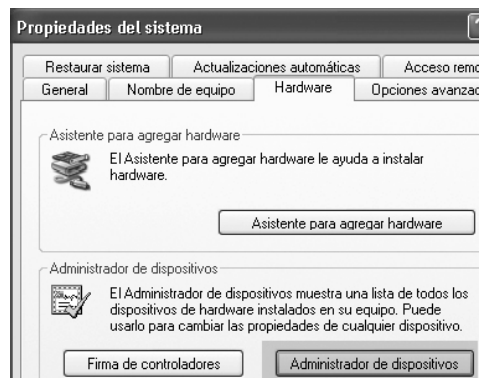 Propiedades del sistema
Restaurar sistema Actualizaciones automáticas Acceso
General Nombre de equipo Hardware Opciones
Asistente para agregar hardware
El Asistente para agregar hardware le ayuda a instalar
hardware.
Asistente para agregar hardware
Administrador de dispositivos
El Administrador de dispositivos muestra una lista de todos los
dispositivos de hardware instalados en su equipo. Puede
usarlo para cambiar las propiedades de cualquier dispositivo.
Firma de controladores Administrador de dispositivos